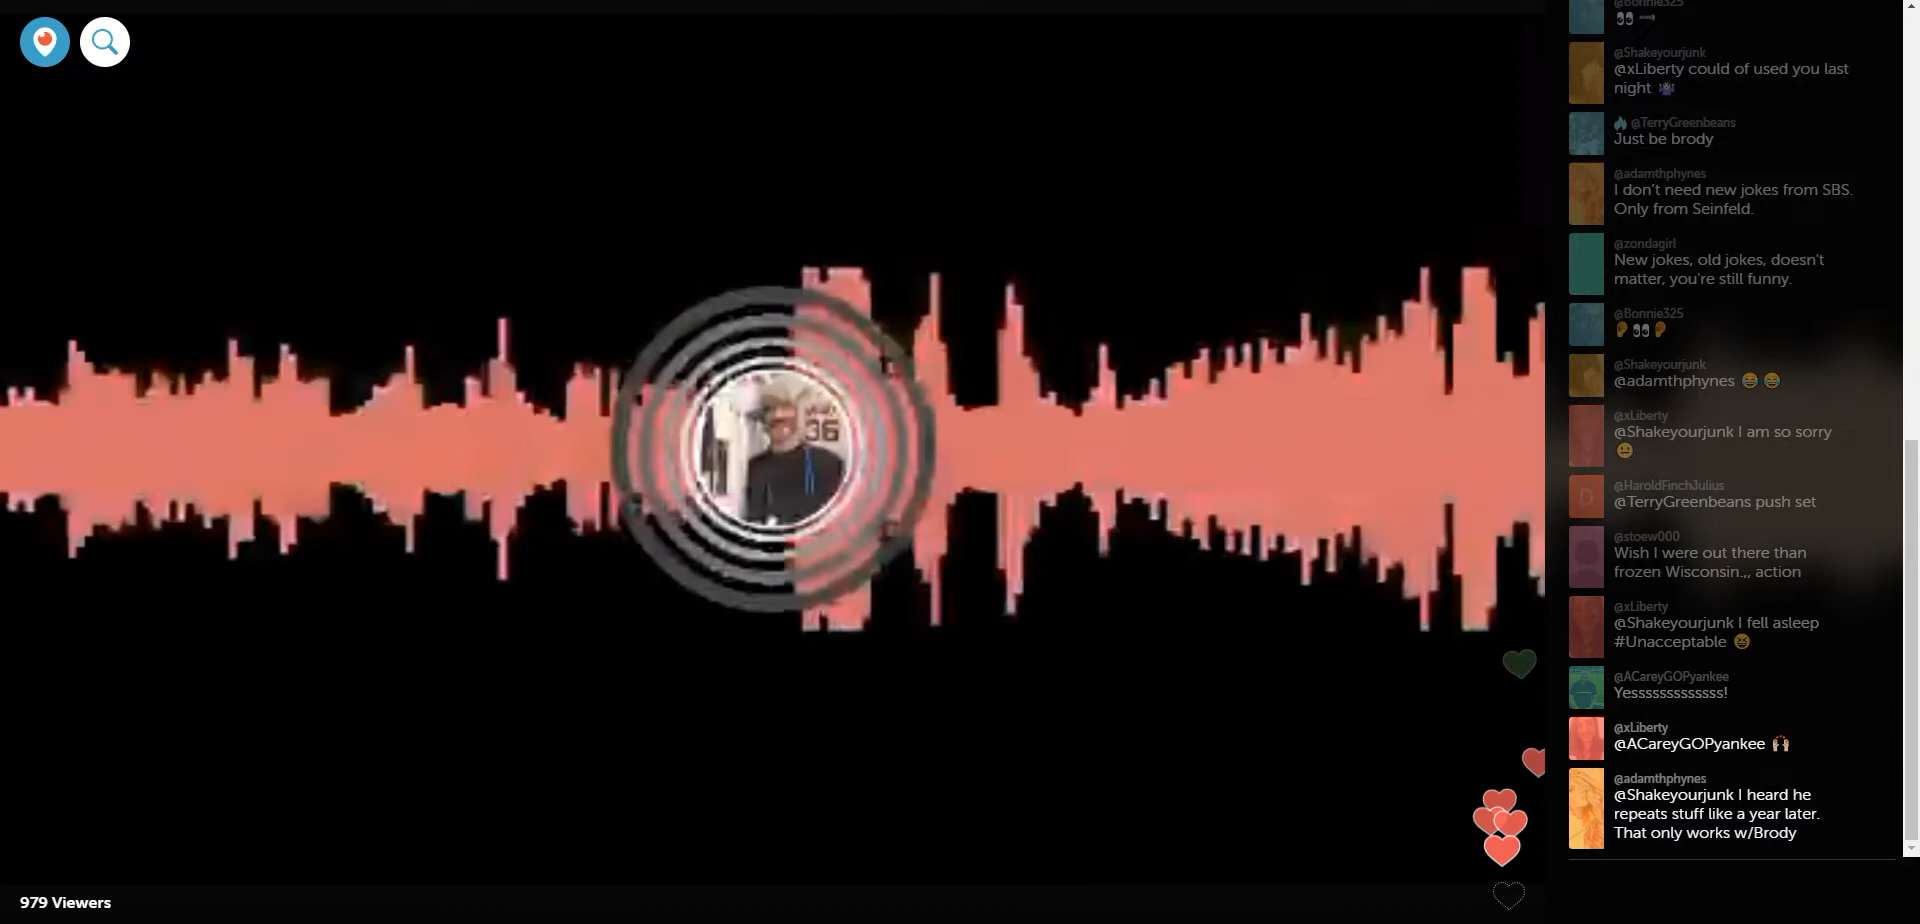 @Bonnie325
@Shakeyourjunk
@xLiberty could of used you last
night
@TerryGreenbeans
Just be brody
@adamthphynes
I don't need new jokes from SBS.
Only from Seinfeld.
@zondagirl
New jokes, old jokes, doesn't
matter, you're still funny.
@Bonnie325
@Shakeyourjunk
@adamthphynes
@xLiberty
@Shakeyourjunk I am so sorry
@HaroldFinchJulius
D
@TerryGreenbeans push set
@stoew000
Wish I were out there than
frozen Wisconsin.,, action
@xLiberty
@Shakeyourjunk I fell asleep
#Unacceptable
@ACareyGOPyankee
Yesssssssssssss!
@xLiberty
@ACareyGOPyankee
@adamthphynes
@Shakeyourjunk I heard he
repeats stuff like a year later.
That only works w/Brody
36
979 Viewers